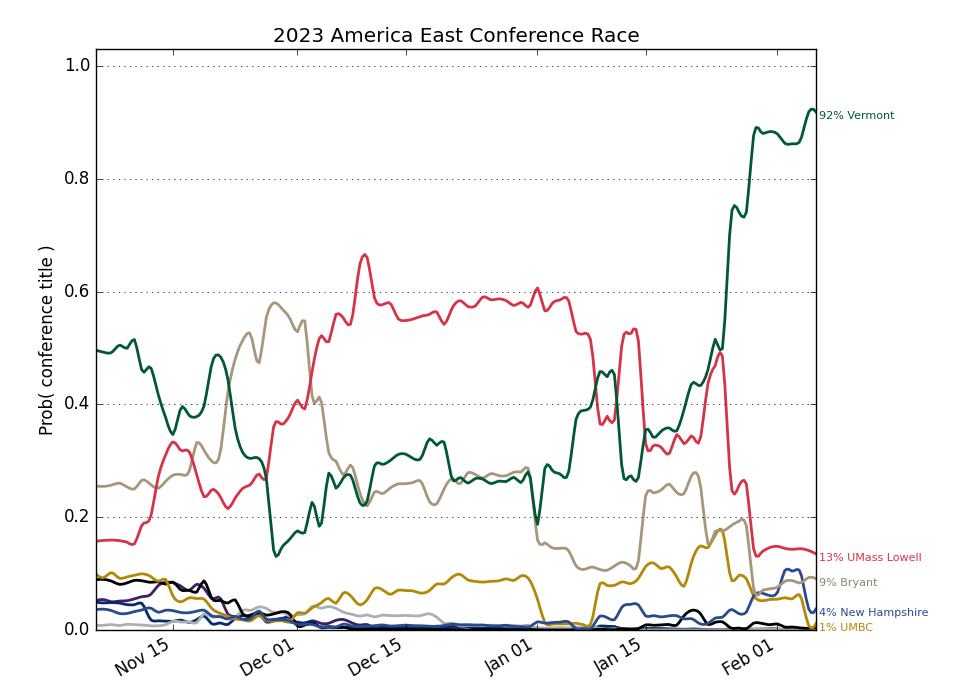 2023 America East Conference Race
Prob( conference title )
1.0
0.8
0.6
0.4
0.2
0.0
Nov 15
Dec 01
Dec 15
Jan 01
Jan 15
Feb 01
92% Vermont
13% UMass Lowell
9% Bryant
4% New Hampshire
1% UMBC